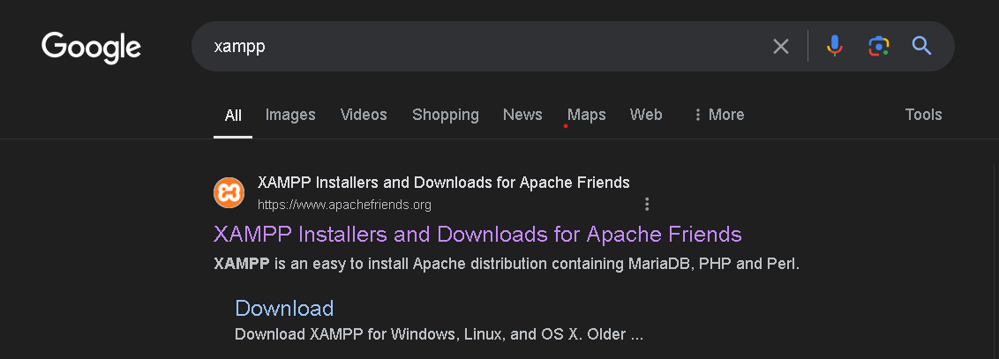 Google
xampp
All Images Videos Shopping News Maps Web More Tools
XAMPP Installers and Downloads for Apache Friends
https://www.apachefriends.org
XAMPP Installers and Downloads for Apache Friends
XAMPP is an easy to install Apache distribution containing MariaDB, PHP and Perl.
Download
Download XAMPP for Windows, Linux, and OS X. Older ...